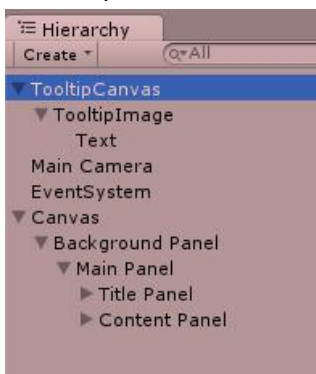 Hierarchy
Create All
TooltipCanvas
TooltipImage
Text
Main Camera
EventSystem
Canvas
Background Panel
Main Panel
Title Panel
Content Panel